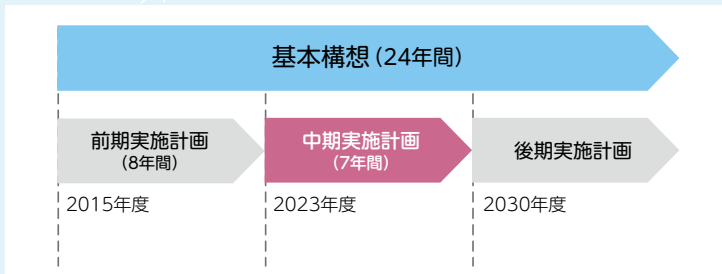 基本構想（24年間）
前期実施計画
（8年間）
中期実施計画
（7年間）
後期実施計画
2015年度
2023年度
2030年度